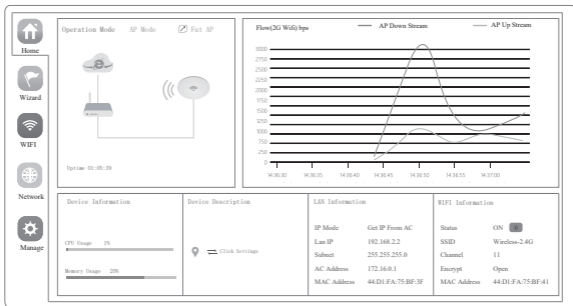 Home
Wizard
WIFI
Network
Manage
Operation Mode AP Mode Fat AP
Uptime 00:05:39
Flow(2G Wifi) bps AP Down Stream AP Up Stream
3000
2750
2500
2250
2000
1750
1500
1250
1000
750
500
250
0
14:36:30 14:36:35 14:36:40 14:36:45 14:36:50 14:36:55 14:37:00
Device Information
CPU Usage 1%
Memory Usage 20%
Device Description
Click Settings
LAN Information
IP Mode Get IP From AC
Lan IP 192.168.2.2
Subnet 255.255.255.0
AC Address 172.16.0.1
MAC Address 44:D1:FA:75:BF:3F
WIFI Information
Status ON
SSID Wireless-2.4G
Channel 11
Encrypt Open
MAC Address 44:D1:FA:75:BF:41